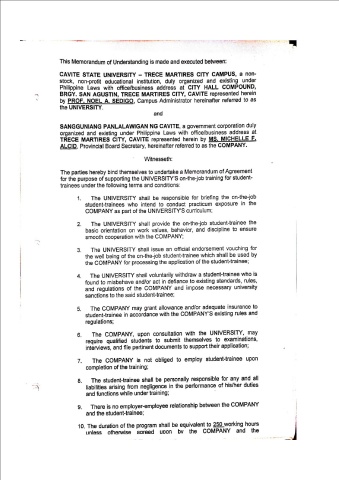 This Memorandum of Understanding is made and executed between:
CAVITE STATE UNIVERSITY – TRECE MARTIRES CITY CAMPUS, a non-
stock, non-profit educational institution, duly organized and existing under
Philippine Laws with office/business address at CITY HALL COMPOUND,
BRGY. SAN AGUSTIN, TRECE MARTIRES CITY, CAVITE represented herein
by PROF. NOEL A. SEDIGO, Campus Administrator hereinafter referred to as
the UNIVERSITY.
and
SANGGUNIANG PANLALAWIGAN NG CAVITE, a government corporation duly
organized and existing under Philippine Laws with office/business address at
TRECE MARTIRES CITY, CAVITE represented herein by MS. MICHELLE F.
ALCID, Provincial Board Secretary, hereinafter referred to as the COMPANY.
Witnesseth:
The parties hereby bind themselves to undertake a Memorandum of Agreement
for the purpose of supporting the UNIVERSITY'S on-the-job training for student-
trainees under the following terms and conditions:
1. The UNIVERSITY shall be responsible for briefing the on-the-job
student-trainees who intend to conduct practicum exposure in the
COMPANY as part of the UNIVERSITY'S curriculum;
2. The UNIVERSITY shall provide the on-the-job student-trainee the
basic orientation on work values, behavior, and discipline to ensure
smooth cooperation with the COMPANY;
3. The UNIVERSITY shall issue an official endorsement vouching for
the well being of the on-the-job student-trainee which shall be used by
the COMPANY for processing the application of the student-trainee;
4. The UNIVERSITY shall voluntarily withdraw a student-trainee who is
found to misbehave and/or act in defiance to existing standards, rules,
and regulations of the COMPANY and impose necessary university
sanctions to the said student-trainee;
5. The COMPANY may grant allowance and/or adequate insurance to
student-trainee in accordance with the COMPANY'S existing rules and
regulations;
6. The COMPANY, upon consultation with the UNIVERSITY, may
require qualified students to submit themselves to examinations,
interviews, and file pertinent documents to support their application;
7. The COMPANY is not obliged to employ student-trainee upon
completion of the training;
8. The student-trainee shall be personally responsible for any and all
liabilities arising from negligence in the performance of his/her duties
and functions while under training;
9. There is no employer-employee relationship between the COMPANY
and the student-trainee;
10. The duration of the program shall be equivalent to 250 working hours
unless otherwise agreed upon by the COMPANY and the